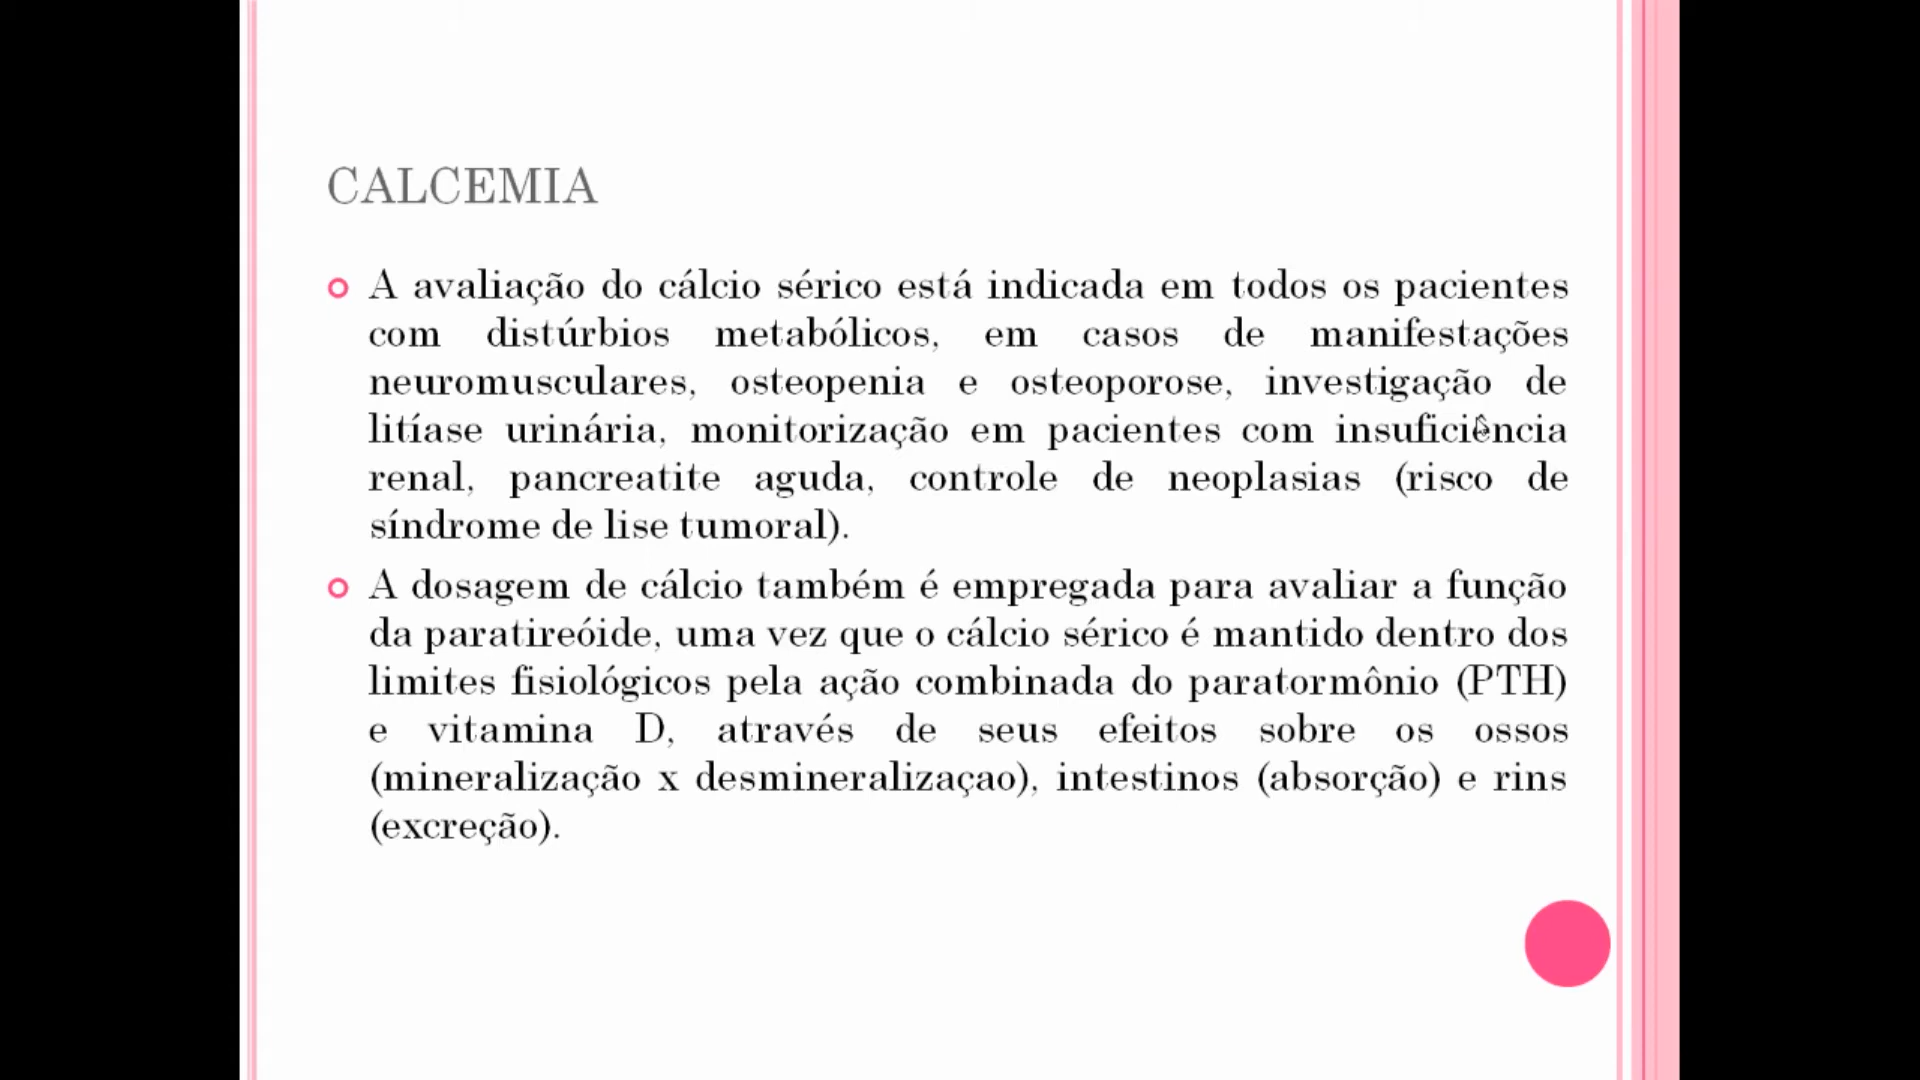 CALCEMIA
A avaliação do cálcio sérico está indicada em todos os pacientes
com distúrbios metabólicos, em casos de manifestações
neuromusculares, osteopenia e osteoporose, investigação de
litíase urinária, monitorização em pacientes com insuficiência
renal, pancreatite aguda, controle de neoplasias (risco de
síndrome de lise tumoral).
A dosagem de cálcio também é empregada para avaliar a função
da paratireóide, uma vez que o cálcio sérico é mantido dentro dos
limites fisiológicos pela ação combinada do paratormônio (PTH)
e vitamina D, através de seus efeitos sobre os ossos
(mineralização x desmineralizaçao), intestinos (absorção) e rins
(excreção).